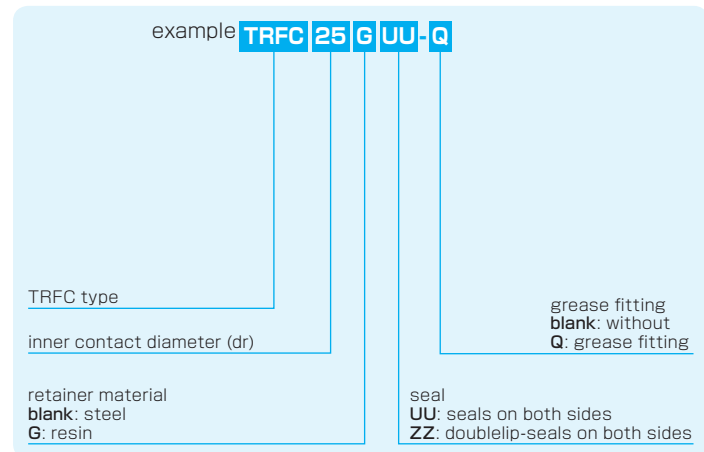 example TRFC 25 G UU - Q
TRFC type
inner contact diameter (dr)
retainer material
blank: steel
G: resin
grease fitting
blank: without
Q: grease fitting
seal
UU: seals on both sides
ZZ: doublelip-seals on both sides